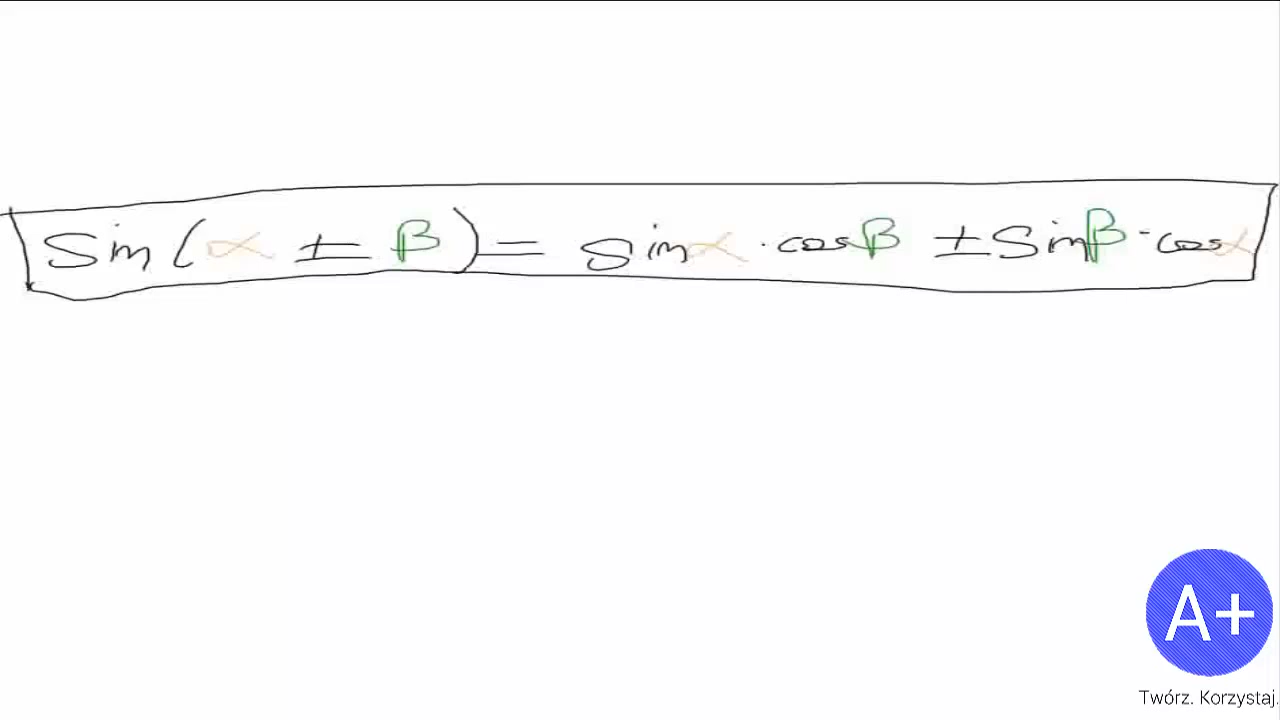 Sin(α ± β) = sinα · cosβ ± Sinβ · cosα
A+
Twórz. Korzystaj.